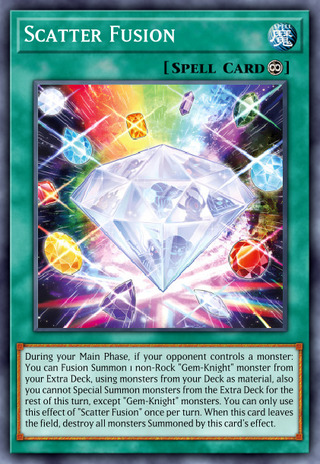 Scatter Fusion
魔
[Spell Card]
During your Main Phase, if your opponent controls a monster:
You can Fusion Summon 1 non-Rock "Gem-Knight" monster from
your Extra Deck, using monsters from your Deck as material, also
you cannot Special Summon monsters from the Extra Deck for the
rest of this turn, except "Gem-Knight" monsters. You can only use
this effect of "Scatter Fusion" once per turn. When this card leaves
the field, destroy all monsters Summoned by this card's effect.